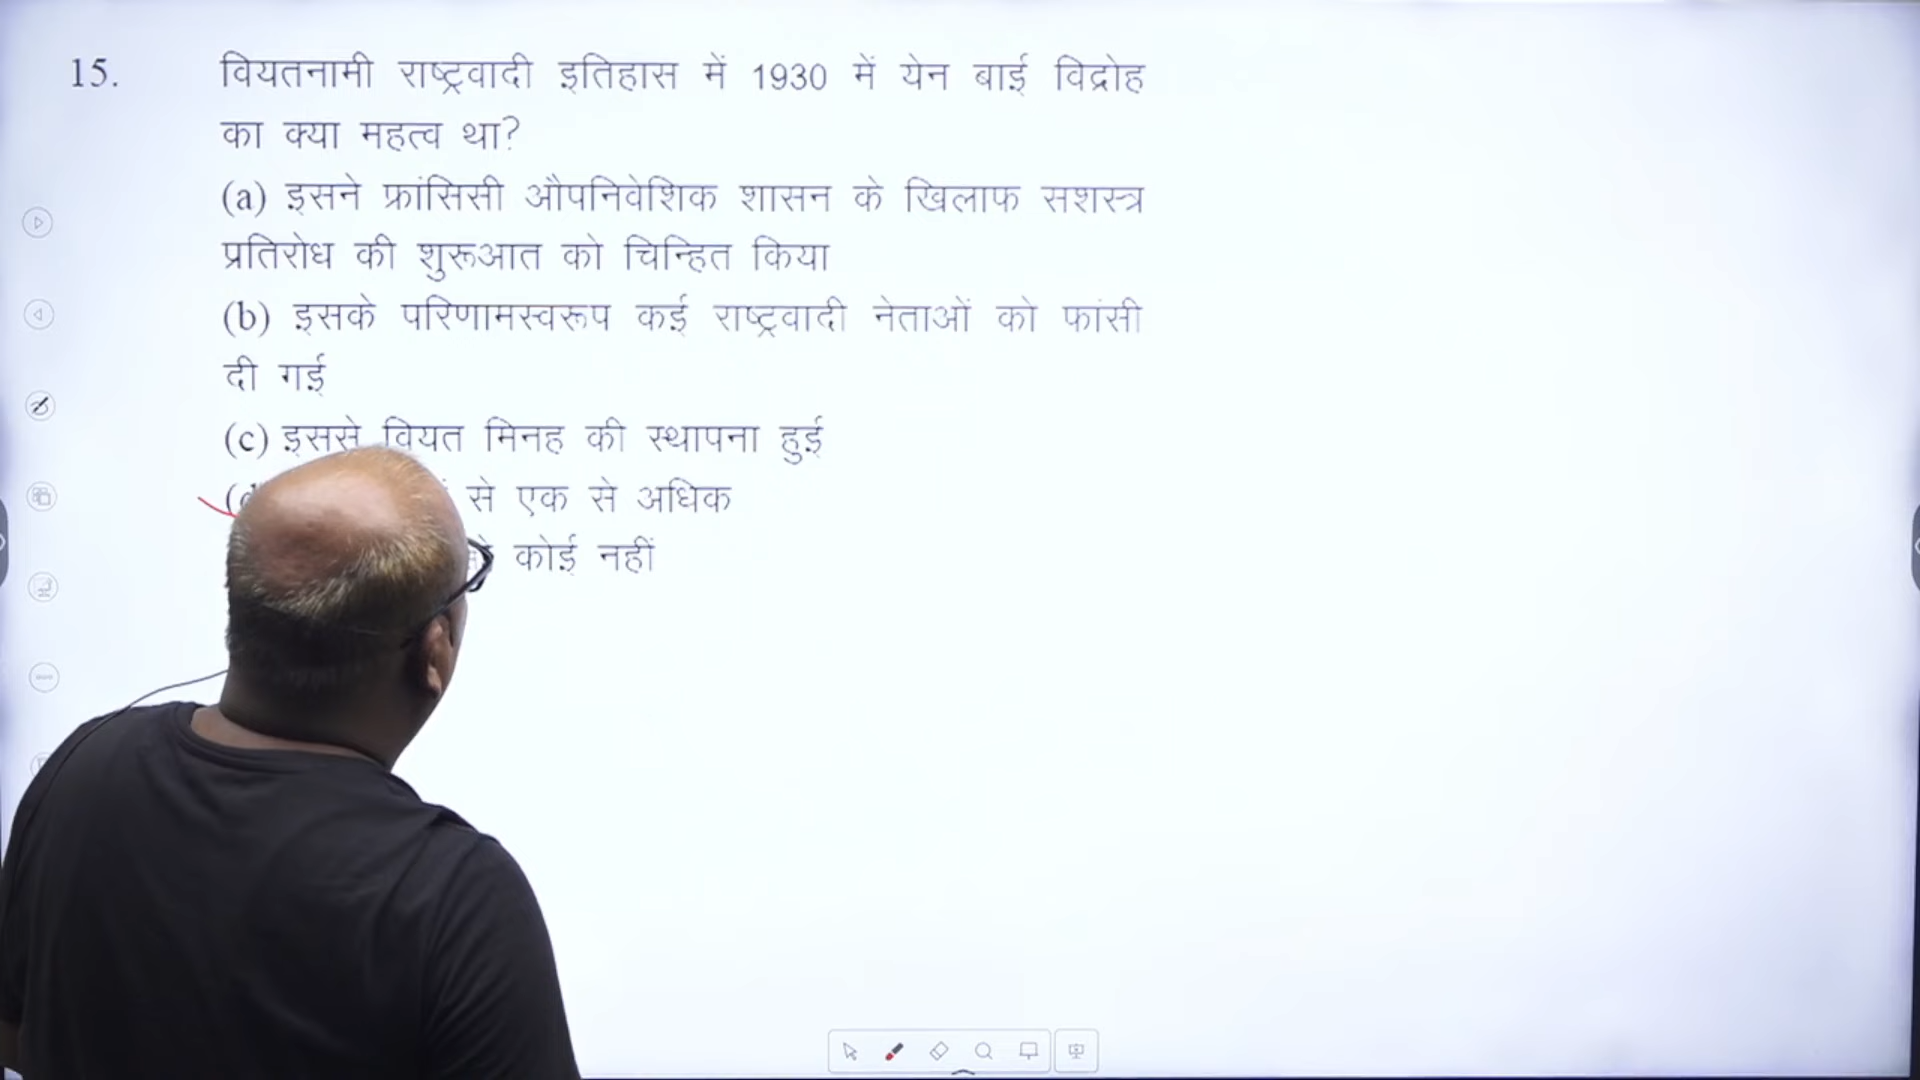 15. वियतनामी राष्ट्रवादी इतिहास में 1930 में येन बाई विद्रोह
का क्या महत्व था?
(a) इसने फ्रांसिसी औपनिवेशिक शासन के खिलाफ सशस्त्र
प्रतिरोध की शुरूआत को चिन्हित किया
(b) इसके परिणामस्वरूप कई राष्ट्रवादी नेताओं को फांसी
दी गई
(c) इससे वियत मिनह की स्थापना हुई
से एक से अधिक
कोई नहीं